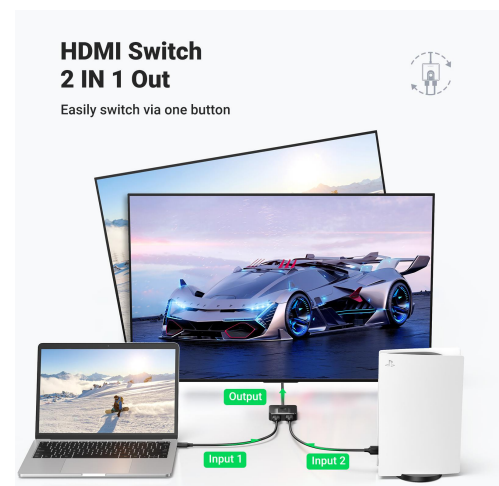 HDMI Switch
2 IN 1 Out
Easily switch via one button
Output
Input 1
Input 2